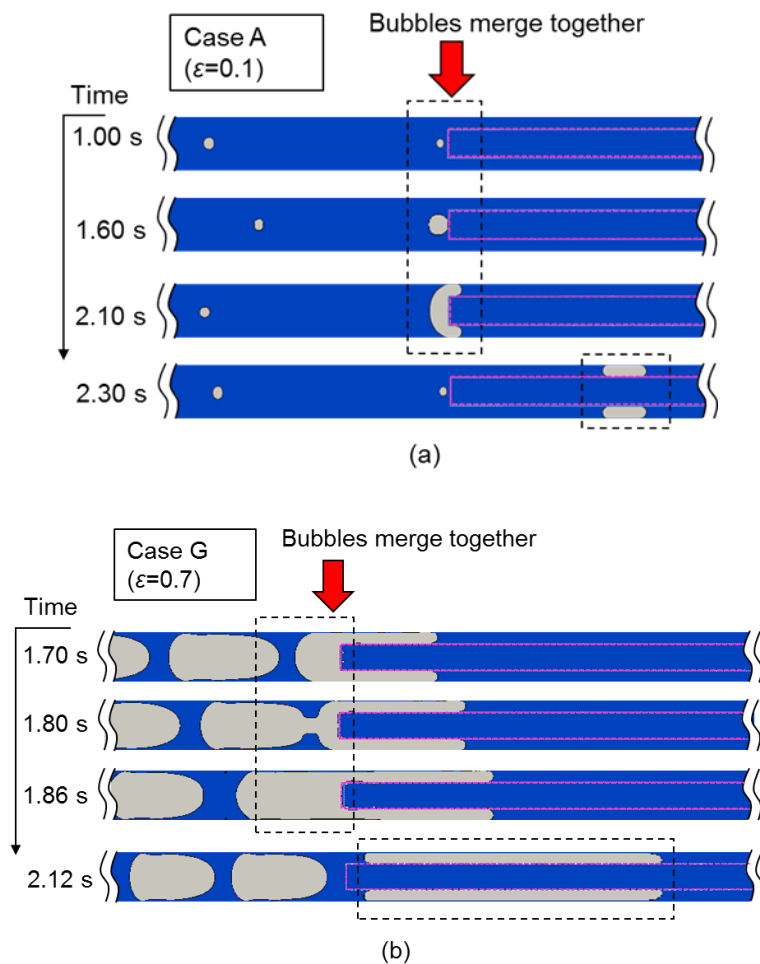 Case A
(ε=0.1)
Bubbles merge together
Time
1.00 s
1.60 s
2.10 s
2.30 s
(a)
Case G
(ε=0.7)
Bubbles merge together
Time
1.70 s
1.80 s
1.86 s
2.12 s
(b)